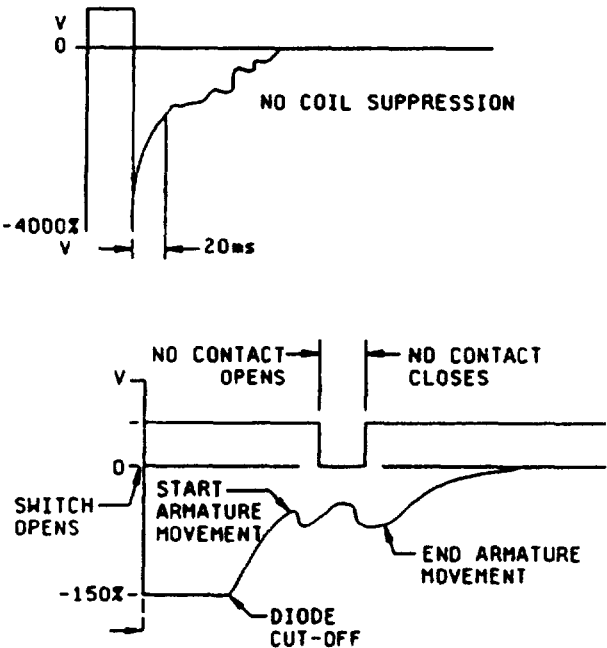 V
0
NO COIL SUPPRESSION
-4000%
V
20ms
NO CONTACT
OPENS
NO CONTACT
CLOSES
V
-
0
SWITCH
OPENS
START
ARMATURE
MOVEMENT
END ARMATURE
MOVEMENT
-150%-
DIODE
CUT-OFF